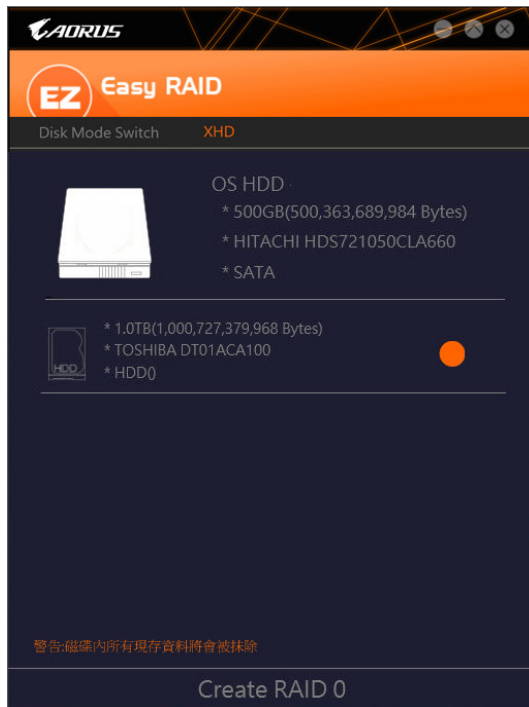 AORUS
EZ Easy RAID
Disk Mode Switch XHD
OS HDD
* 500GB(500,363,689,984 Bytes)
* HITACHI HDS721050CLA660
* SATA
* 1.0TB(1,000,727,379,968 Bytes)
* TOSHIBA DT01ACA100
HDD * HDD()
警告:磁碟內所有現存資料將會被抹除
Create RAID 0